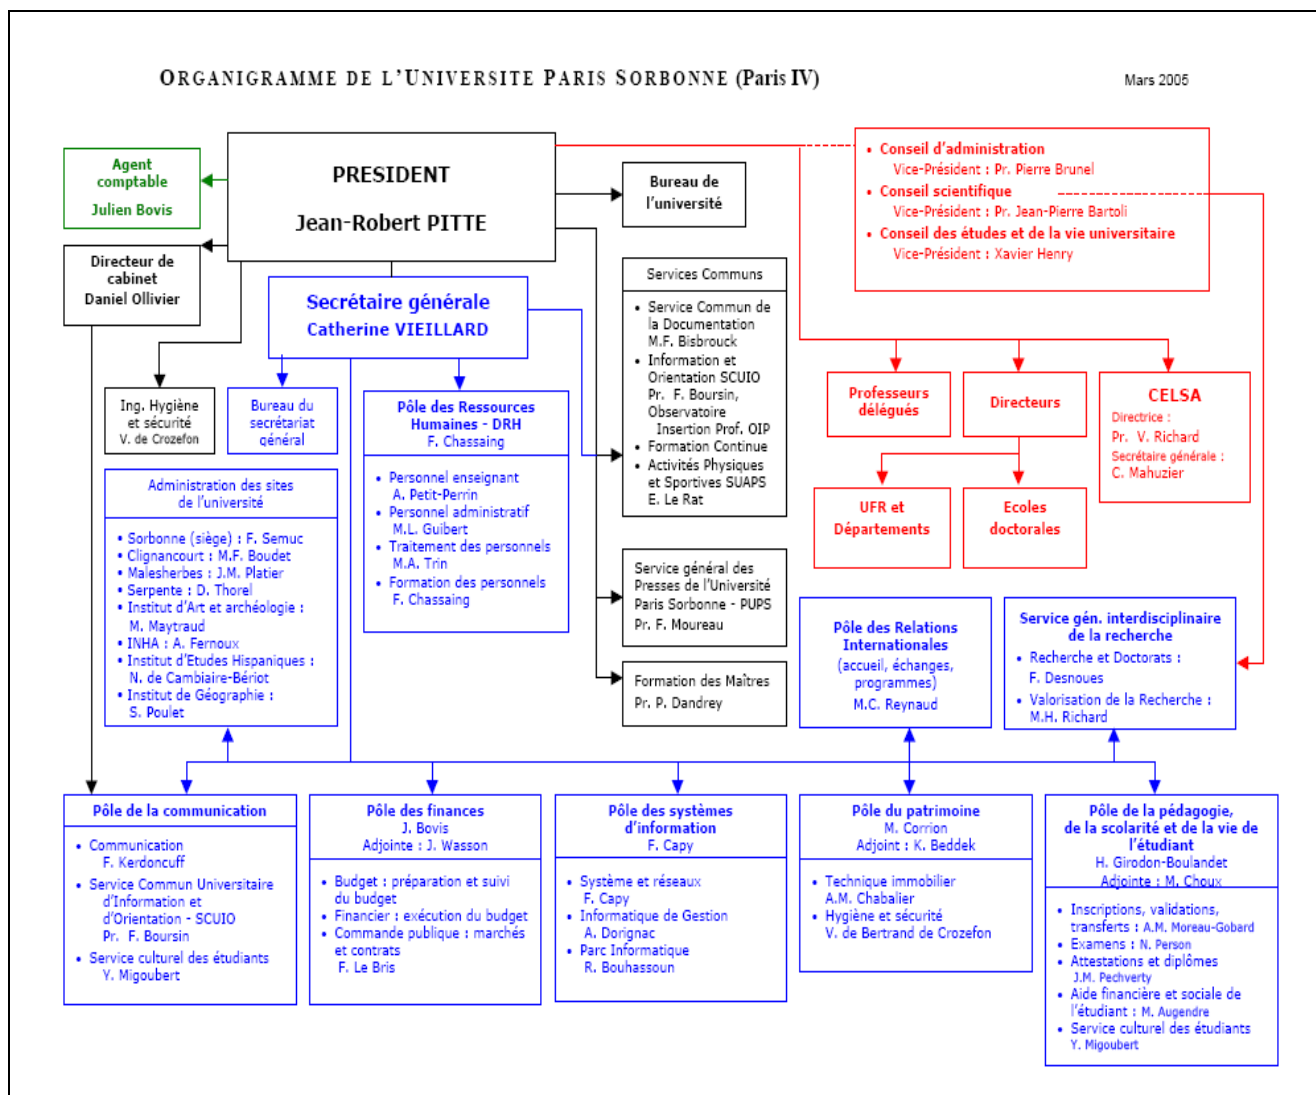 ORGANIGRAMME DE L'UNIVERSITE PARIS SORBONNE (Paris IV)
Mars 2005
Agent
comptable
Julien Bovis
PRESIDENT
Jean-Robert PITTE
Bureau de
l'université
• Conseil d'administration
Vice-Président : Pr. Pierre Brunel
• Conseil scientifique
Vice-Président : Pr. Jean-Pierre Bartoli
• Conseil des études et de la vie universitaire
Vice-Président : Xavier Henry
Directeur de
cabinet
Daniel Ollivier
Secrétaire générale
Catherine VIEILLARD
Services Communs
• Service Commun de
la Documentation
M.F. Bisbrouck
• Information et
Orientation SCUIO
Pr. F. Boursin,
Observatoire
Insertion Prof. OIP
• Formation Continue
• Activités Physiques
et Sportives SUAPS
E. Le Rat
Ing. Hygiène
et sécurité
V. de Crozefon
Bureau du
secrétariat
général
Pôle des Ressources
Humaines - DRH
F. Chassaing
• Personnel enseignant
A. Petit-Perrin
• Personnel administratif
M.L. Guibert
• Traitement des personnels
M.A. Trin
• Formation des personnels
F. Chassaing
Professeurs
délégués
Directeurs
CELSA
Directrice :
Pr. V. Richard
Secrétaire générale :
C. Mahuzier
UFR et
Départements
Ecoles
doctorales
Administration des sites
de l'université
• Sorbonne (siège) : F. Semuc
• Clignancourt : M.F. Boudet
• Malesherbes : J.M. Platier
• Serpente : D. Thorel
• Institut d'Art et archéologie :
M. Maytraud
• INHA : A. Fernoux
• Institut d'Etudes Hispaniques :
N. de Cambiaire-Bériot
• Institut de Géographie :
S. Poulet
Service général des
Presses de l'Université
Paris Sorbonne - PUPS
Pr. F. Moureau
Formation des Maîtres
Pr. P. Dandrey
Pôle des Relations
Internationales
(accueil, échanges,
programmes)
M.C. Reynaud
Service gén. interdisciplinaire
de la recherche
• Recherche et Doctorats :
F. Desnoues
• Valorisation de la Recherche :
M.H. Richard
Pôle de la communication
• Communication
F. Kerdoncuff
• Service Commun Universitaire
d'Information et
d'Orientation - SCUIO
Pr. F. Boursin
• Service culturel des étudiants
Y. Migoubert
Pôle des finances
J. Bovis
Adjointe : J. Wasson
• Budget : préparation et suivi
du budget
• Financier : exécution du budget
• Commande publique : marchés
et contrats
F. Le Bris
Pôle des systèmes
d'information
F. Capy
• Système et réseaux
F. Capy
• Informatique de Gestion
A. Dorignac
• Parc Informatique
R. Bouhassoun
Pôle du patrimoine
M. Corrion
Adjoint : K. Beddek
• Technique immobilier
A.M. Chabalier
• Hygiène et sécurité
V. de Bertrand de Crozefon
Pôle de la pédagogie,
de la scolarité et de la vie de
l'étudiant
H. Girodon-Boulandet
Adjointe : M. Choux
• Inscriptions, validations,
transferts : A.M. Moreau-Gobard
• Examens : N. Person
• Attestations et diplômes
J.M. Pechverty
• Aide financière et sociale de
l'étudiant : M. Augendre
• Service culturel des étudiants
Y. Migoubert